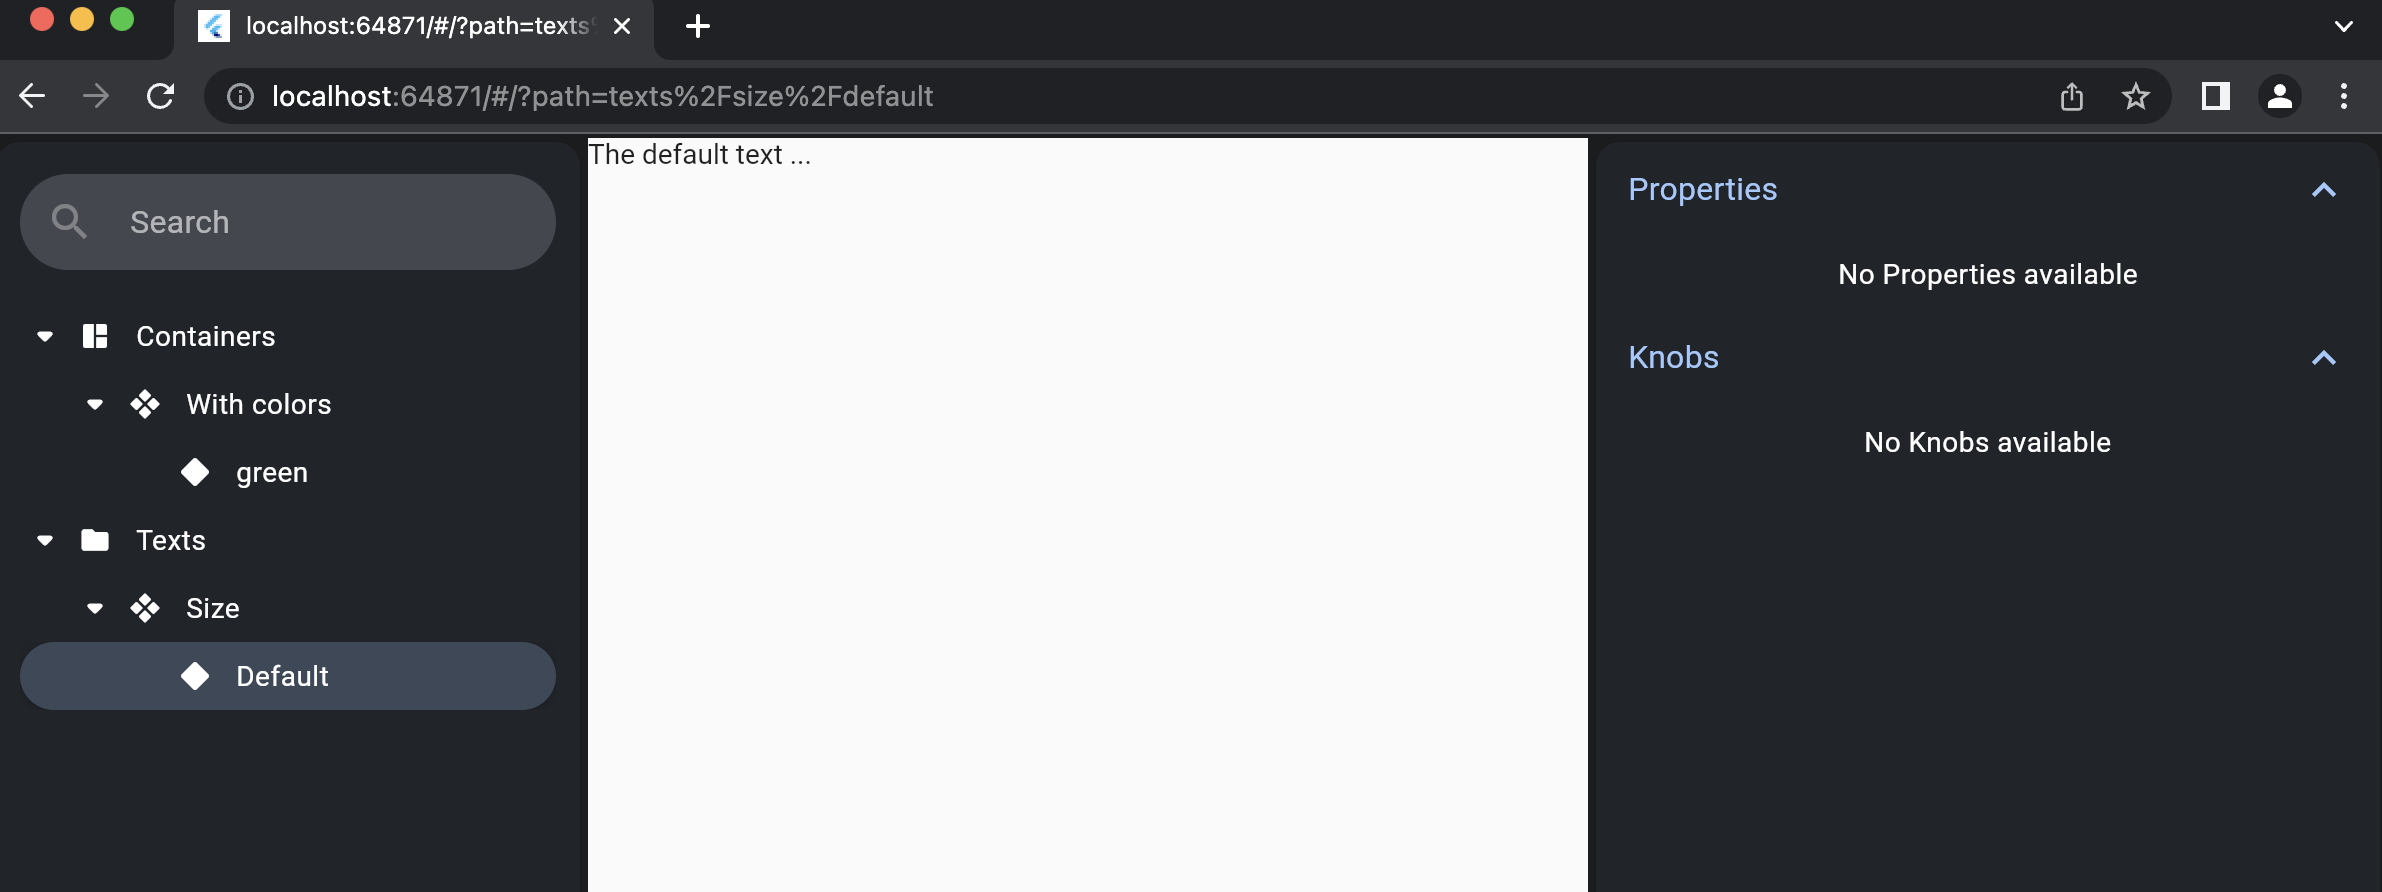 localhost:64871/#/?path=texts
localhost:64871/#/?path=texts%2Fsize%2Fdefault
Search
Containers
With colors
green
Texts
Size
Default
The default text ...
Properties
No Properties available
Knobs
No Knobs available